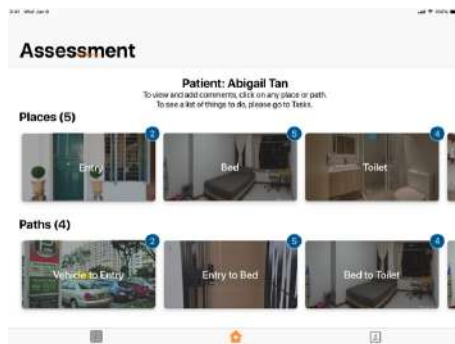 Assessment
Patient: Abigail Tan
To view and add comments, click on any place or path.
To see a list of things to do, please go to Tasks.
Places (5)
2
5
4
Entry
Bed
Toilet
Paths (4)
2
5
4
Vehicle to Entry
Entry to Bed
Bed to Toilet